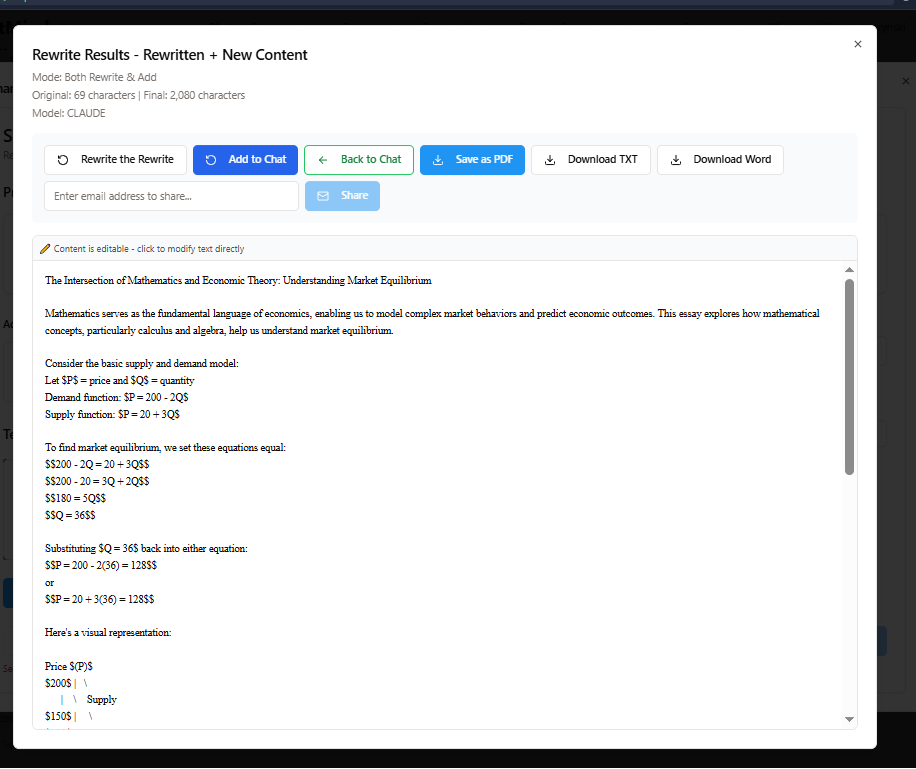 Rewrite Results - Rewritten + New Content
Mode: Both Rewrite & Add
Original: 69 characters | Final: 2,080 characters
Model: CLAUDE
Rewrite the Rewrite
Add to Chat
Back to Chat
Save as PDF
Download TXT
Download Word
Enter email address to share...
Share
Content is editable - click to modify text directly
The Intersection of Mathematics and Economic Theory: Understanding Market Equilibrium
Mathematics serves as the fundamental language of economics, enabling us to model complex market behaviors and predict economic outcomes. This essay explores how mathematical
concepts, particularly calculus and algebra, help us understand market equilibrium.
Consider the basic supply and demand model:
Let $P$ = price and $Q$ = quantity
Demand function: $P = 200 - 2Q$
Supply function: $P = 20 + 3Q$
To find market equilibrium, we set these equations equal:
$$200 - 2Q = 20 + 3Q$$
$$200 - 20 = 3Q + 2Q$$
$$180 = 5Q$$
$$Q = 36$$
Substituting $Q = 36$ back into either equation:
$$P = 200 - 2(36) = 128$$
or
$$P = 20 + 3(36) = 128$$
Here's a visual representation:
Price $(P)$
$200$ | \
| \ Supply
$150$ | \